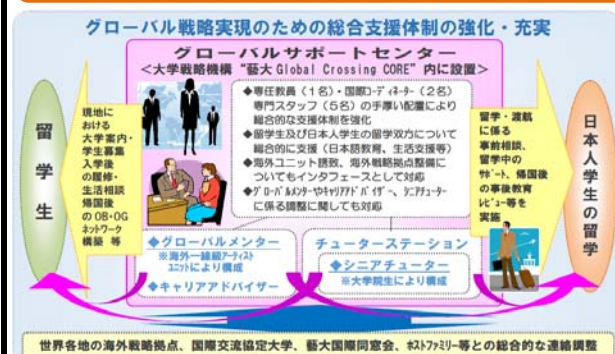 グローバル戦略実現のための総合支援体制の強化・充実
グローバルサポートセンター
＜大学戦略機構“藝大 Global Crossing CORE”内に設置＞
留学生
現地に
おける
大学案内・
学生募集
入学後
の履修・
生活相談
帰国後
のOB・OG
ネットワーク
構築 等
◆専任教員（１名）・国際コーディネーター（２名）
専門スタッフ（５名）の手厚い配置により
総合的な支援体制を強化
◆留学生及び日本人学生の留学双方について
総合的に支援（日本語教育、生活支援等）
◆海外ユニット誘致、海外戦略拠点整備に
ついてもインタフェースとして対応
◆グローバルメンターやキャリアアドバイザー、シニアチューター
に係る調整に関しても対応
◆グローバルメンター
※海外一線級アーティスト
ユニットにより構成
◆キャリアアドバイザー
チューターステーション
◆シニアチューター
※大学院生により構成
留学・渡航
に係る
事前相談、
留学中の
サポート、帰国後
の事後教育
レビュー等を
実施
日本人学生の留学
世界各地の海外戦略拠点、国際交流協定大学、藝大国際同窓会、ホストファミリー等との総合的な連絡調整